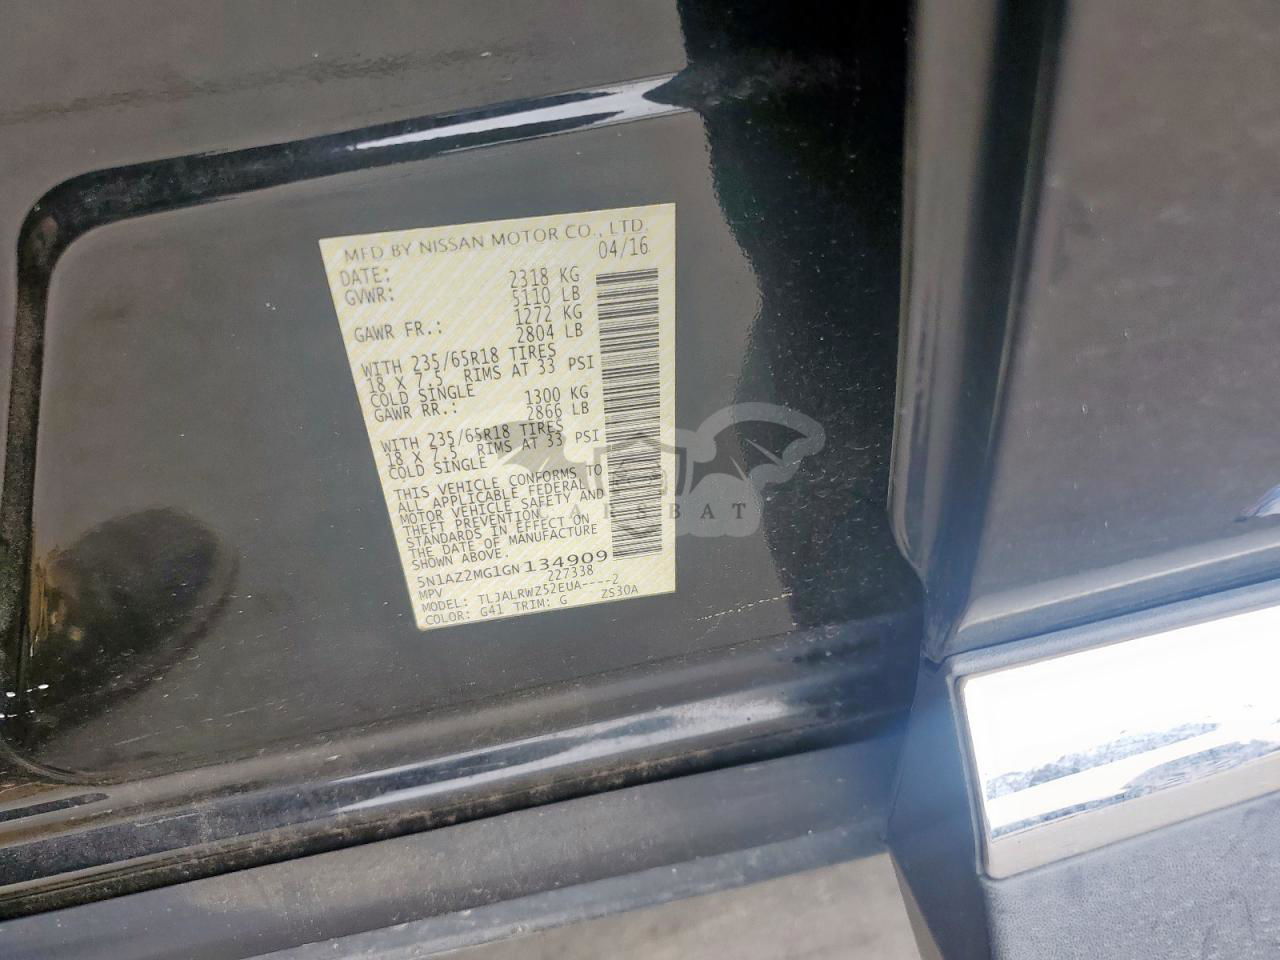 MFD BY NISSAN MOTOR CO., LTD.
DATE: 04/16
GVWR: 2318 KG
5110 LB
GAWR FR.: 1272 KG
2804 LB
WITH 235/65R18 TIRES
18 X 7.5 RIMS AT 33 PSI
COLD SINGLE
GAWR RR.: 1300 KG
2866 LB
WITH 235/65R18 TIRES
18 X 7.5 RIMS AT 33 PSI
COLD SINGLE
THIS VEHICLE CONFORMS TO
ALL APPLICABLE FEDERAL
MOTOR VEHICLE SAFETY AND
THEFT PREVENTION
STANDARDS IN EFFECT ON
THE DATE OF MANUFACTURE
SHOWN ABOVE.
5N1AZ2MG1GN134909
MPV 227338
MODEL: TLJALRWZ52EUA----2
COLOR: G41 TRIM: G ZS30A
CARSBAT